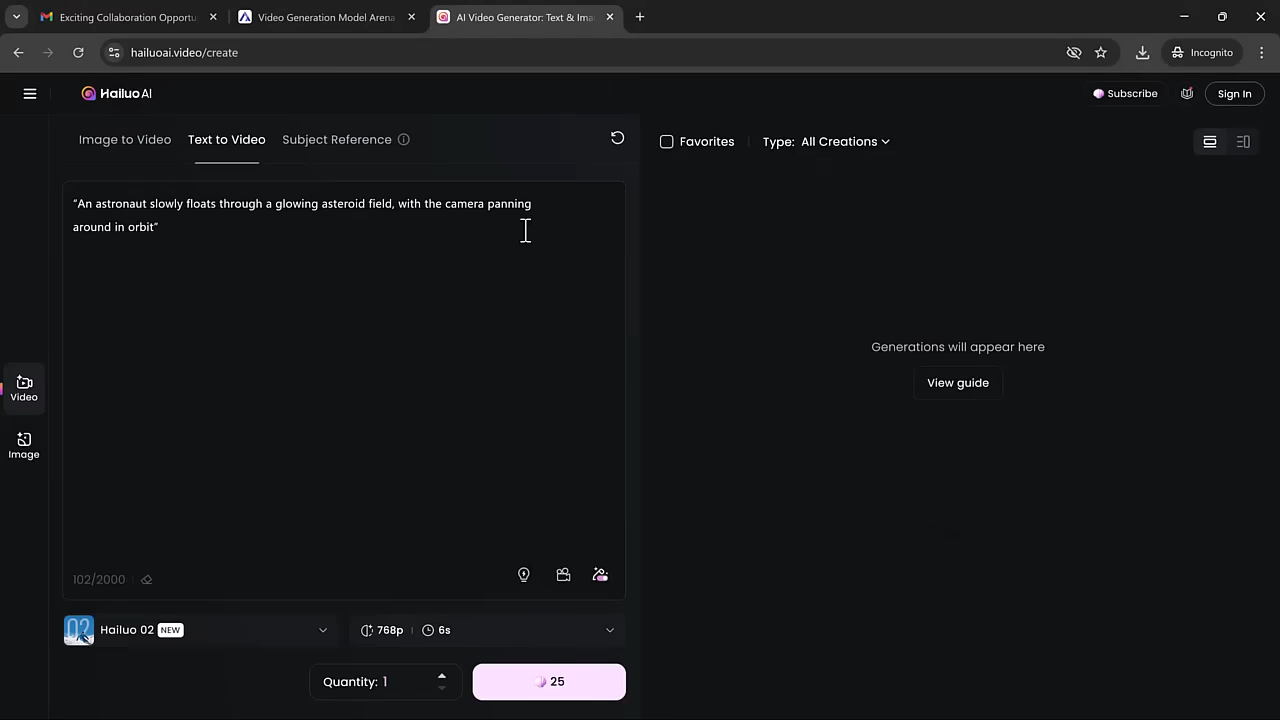 Exciting Collaboration Opportu
Video Generation Model Arena
AI Video Generator: Text & Ima
hailuoai.video/create
Incognito
Hailuo AI
Subscribe
Sign In
Image to Video
Text to Video
Subject Reference
Favorites
Type: All Creations
“An astronaut slowly floats through a glowing asteroid field, with the camera panning
around in orbit”
Generations will appear here
View guide
Video
Image
102/2000
02
Hailuo 02 NEW
768p
6s
Quantity: 1
25